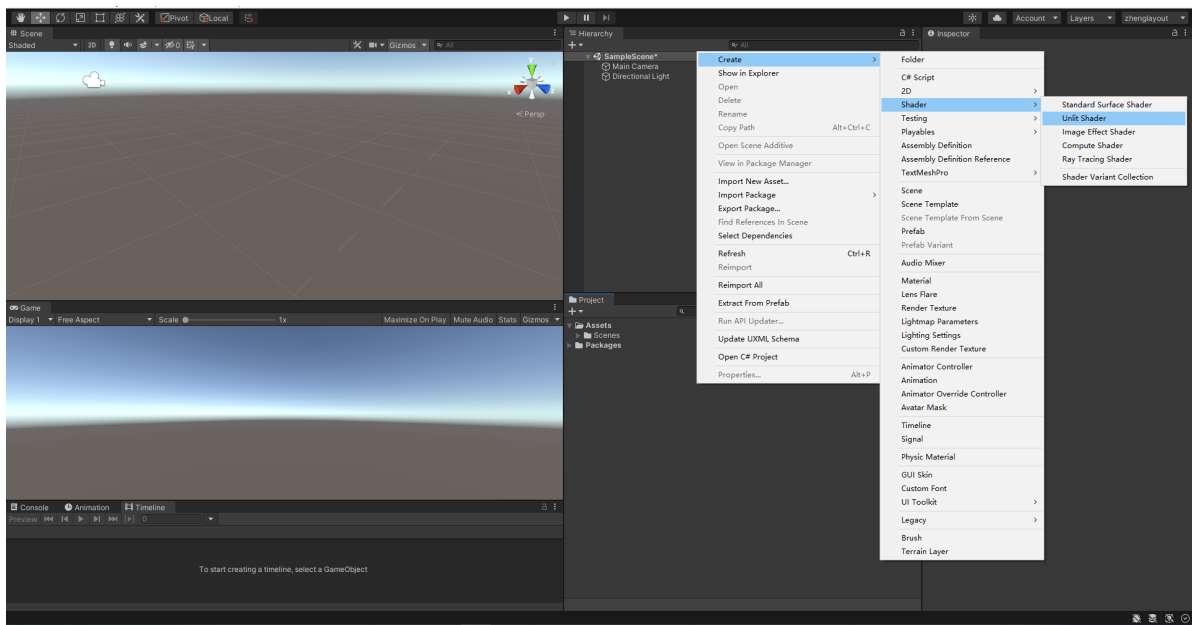 Pivot Local
Account Layers zhenglayout
Scene
Shaded 2D 0 Gizmos All
y
x
Persp
Game
Display 1 Free Aspect Scale 1x Maximize On Play Mute Audio Stats Gizmos
Console Animation Timeline
Preview 0
To start creating a timeline, select a GameObject
Hierarchy
All
SampleScene*
Main Camera
Directional Light
Project
Assets
Scenes
Packages
Inspector
Create
Show in Explorer
Open
Delete
Rename
Copy Path Alt+Ctrl+C
Open Scene Additive
View in Package Manager
Import New Asset...
Import Package
Export Package...
Find References In Scene
Select Dependencies
Refresh Ctrl+R
Reimport
Reimport All
Extract From Prefab
Run API Updater...
Update UXML Schema
Open C# Project
Properties... Alt+P
Folder
C# Script
2D
Shader
Testing
Playables
Assembly Definition
Assembly Definition Reference
TextMeshPro
Scene
Scene Template
Scene Template From Scene
Prefab
Prefab Variant
Audio Mixer
Material
Lens Flare
Render Texture
Lightmap Parameters
Lighting Settings
Custom Render Texture
Animator Controller
Animation
Animator Override Controller
Avatar Mask
Timeline
Signal
Physic Material
GUI Skin
Custom Font
UI Toolkit
Legacy
Brush
Terrain Layer
Standard Surface Shader
Unlit Shader
Image Effect Shader
Compute Shader
Ray Tracing Shader
Shader Variant Collection